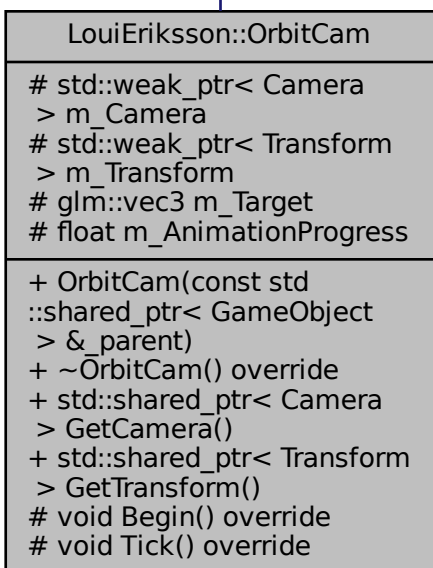 LouiEriksson::OrbitCam
# std::weak_ptr< Camera
> m_Camera
# std::weak_ptr< Transform
> m_Transform
# glm::vec3 m_Target
# float m_AnimationProgress
+ OrbitCam(const std
::shared_ptr< GameObject
> &_parent)
+ ~OrbitCam() override
+ std::shared_ptr< Camera
> GetCamera()
+ std::shared_ptr< Transform
> GetTransform()
# void Begin() override
# void Tick() override